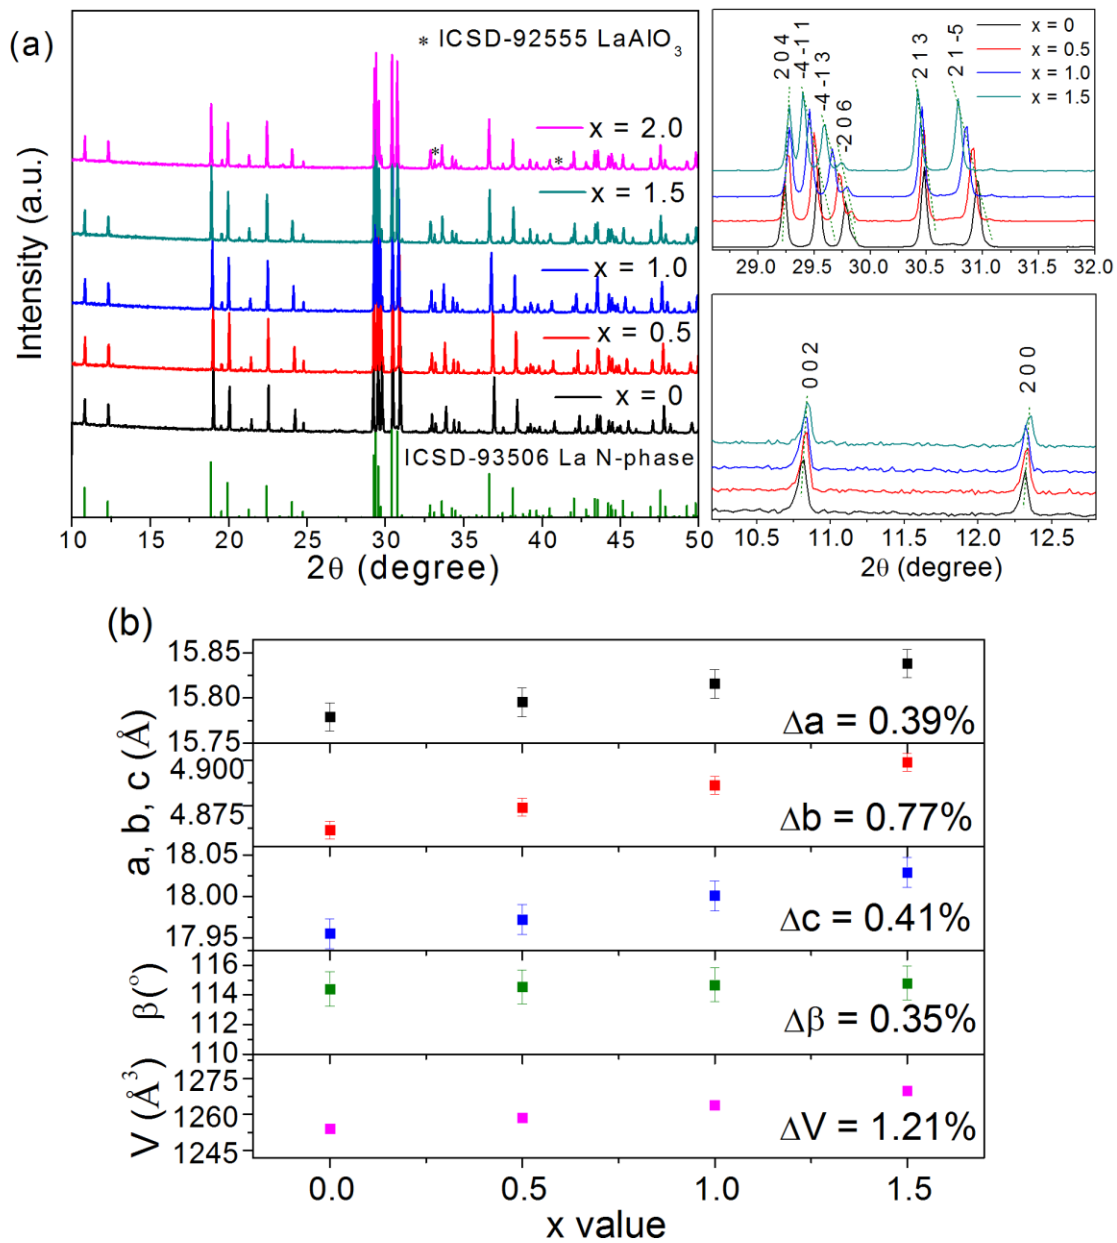 (a)
* ICSD-92555 LaAlO3
x = 2.0
*
*
x = 1.5
x = 1.0
x = 0.5
x = 0
ICSD-93506 La N-phase
Intensity (a.u.)
10 15 20 25 30 35 40 45 50
2θ (degree)
2 0 4
-4 -1 1
-4 -1 3
-2 0 6
2 1 3
2 1 -5
x = 0
x = 0.5
x = 1.0
x = 1.5
29.0 29.5 30.0 30.5 31.0 31.5 32.0
0 0 2
2 0 0
10.5 11.0 11.5 12.0 12.5
2θ (degree)
(b)
a, b, c (Å)
15.85
15.80
15.75
Δa = 0.39%
4.900
4.875
Δb = 0.77%
18.05
18.00
17.95
Δc = 0.41%
β(°)
116
114
112
110
Δβ = 0.35%
V (Å3)
1275
1260
1245
ΔV = 1.21%
0.0 0.5 1.0 1.5
x value